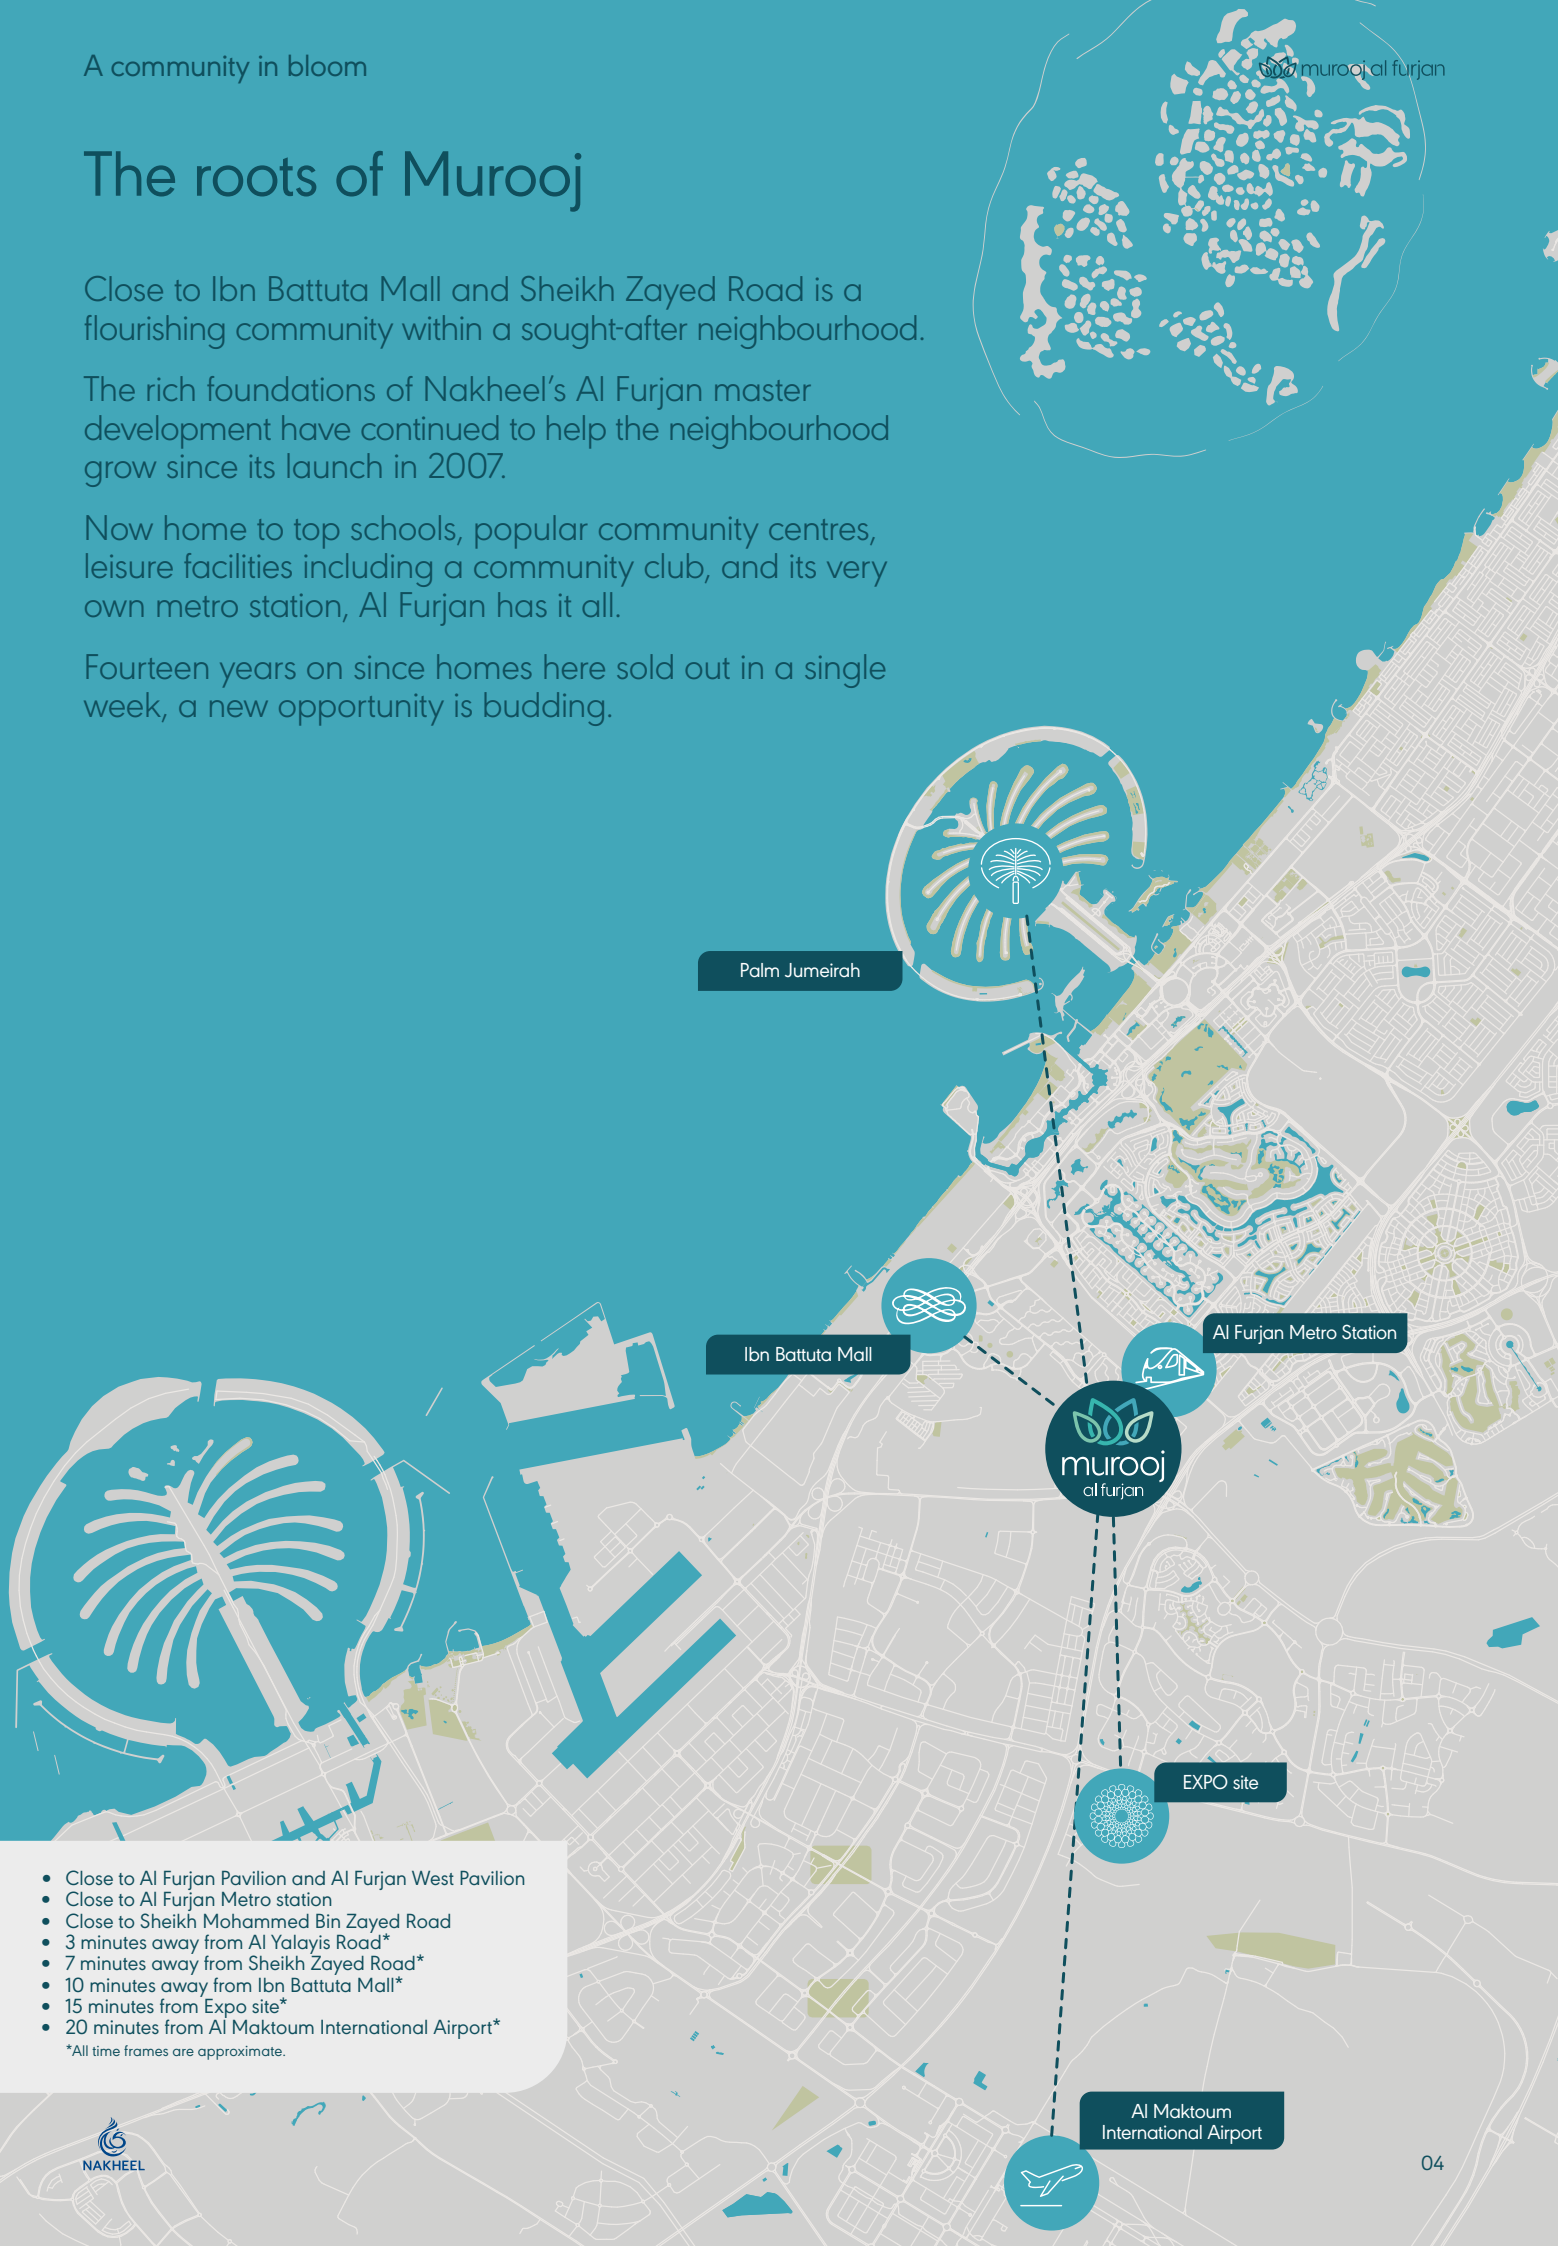 A community in bloom
murooj al furjan
The roots of Murooj
Close to Ibn Battuta Mall and Sheikh Zayed Road is a
flourishing community within a sought-after neighbourhood.
The rich foundations of Nakheel’s Al Furjan master
development have continued to help the neighbourhood
grow since its launch in 2007.
Now home to top schools, popular community centres,
leisure facilities including a community club, and its very
own metro station, Al Furjan has it all.
Fourteen years on since homes here sold out in a single
week, a new opportunity is budding.
Palm Jumeirah
Al Furjan Metro Station
Ibn Battuta Mall
murooj
al furjan
EXPO site
• Close to Al Furjan Pavilion and Al Furjan West Pavilion
• Close to Al Furjan Metro station
• Close to Sheikh Mohammed Bin Zayed Road
• 3 minutes away from Al Yalayis Road*
• 7 minutes away from Sheikh Zayed Road*
• 10 minutes away from Ibn Battuta Mall*
• 15 minutes from Expo site*
• 20 minutes from Al Maktoum International Airport*
*All time frames are approximate.
Al Maktoum
International Airport
NAKHEEL
04